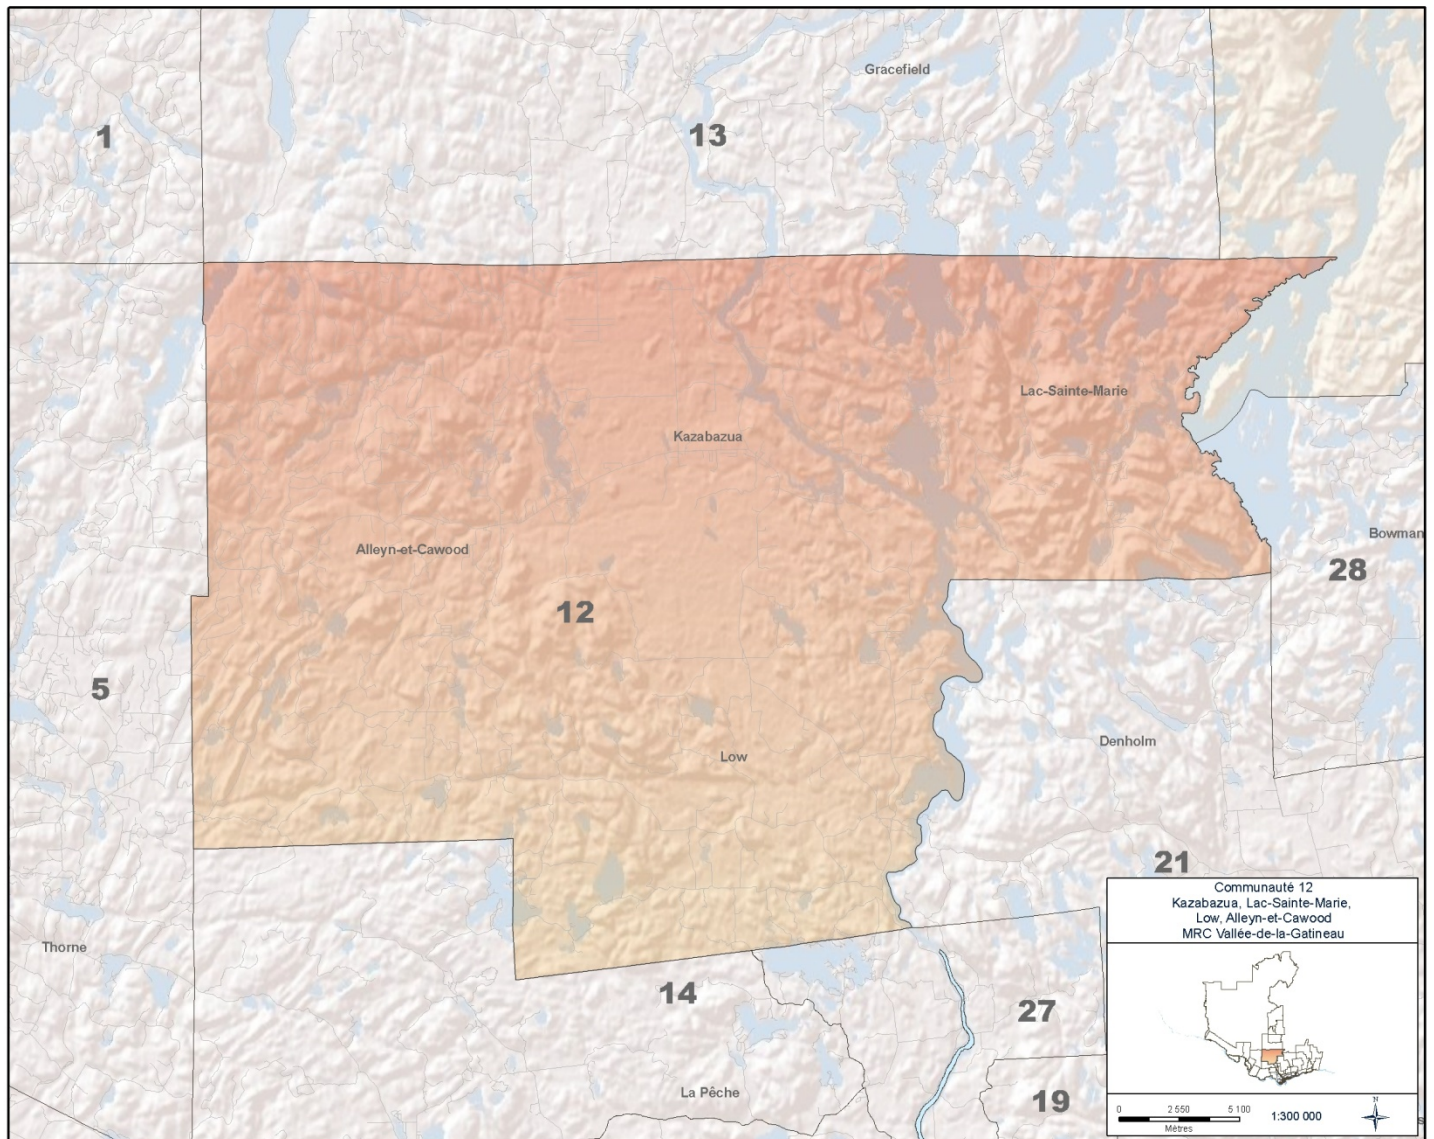 Gracefield
1
13
Lac-Sainte-Marie
Kazabazua
Bowman
Alleyn-et-Cawood
28
12
5
Denholm
Low
21
Thorne
14
27
La Pêche
19
Communauté 12
Kazabazua, Lac-Sainte-Marie,
Low, Alleyn-et-Cawood
MRC Vallée-de-la-Gatineau
N
0 2 550 5 100
Mètres
1:300 000